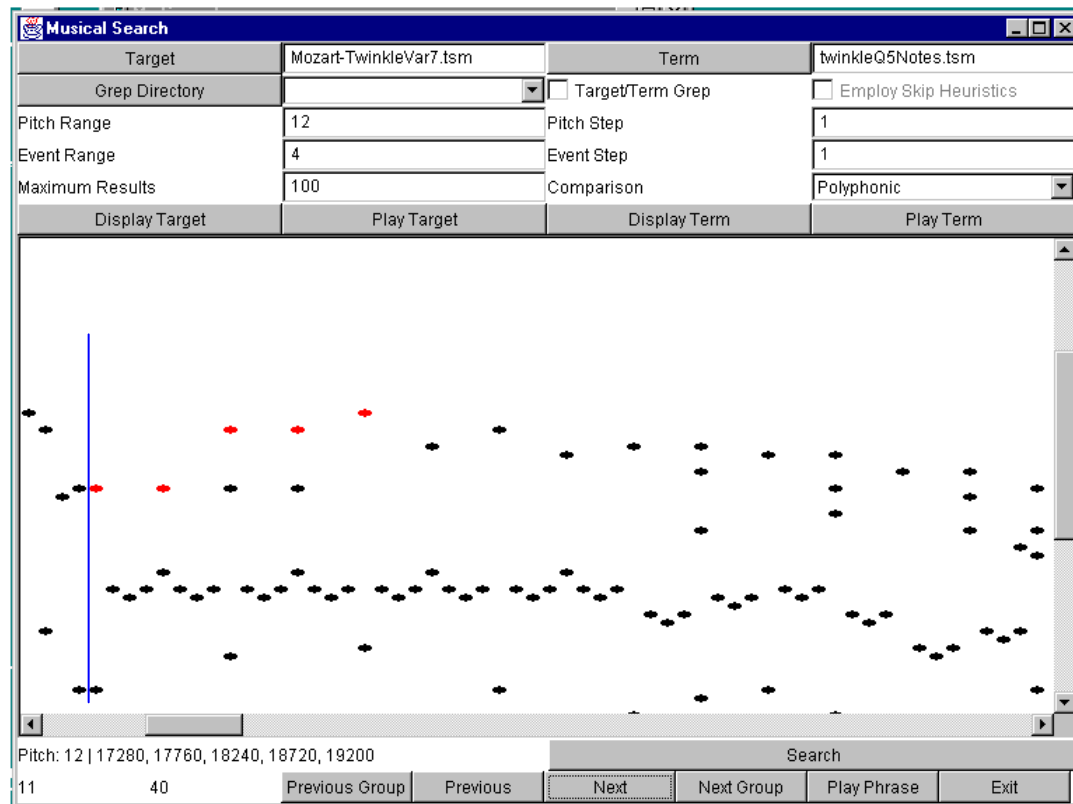 Musical Search
Target Mozart-TwinkleVar7.tsm Term twinkleQ5Notes.tsm
Grep Directory Target/Term Grep Employ Skip Heuristics
Pitch Range 12 Pitch Step 1
Event Range 4 Event Step 1
Maximum Results 100 Comparison Polyphonic
Display Target Play Target Display Term Play Term
Pitch: 12 | 17280, 17760, 18240, 18720, 19200 Search
11 40 Previous Group Previous Next Next Group Play Phrase Exit